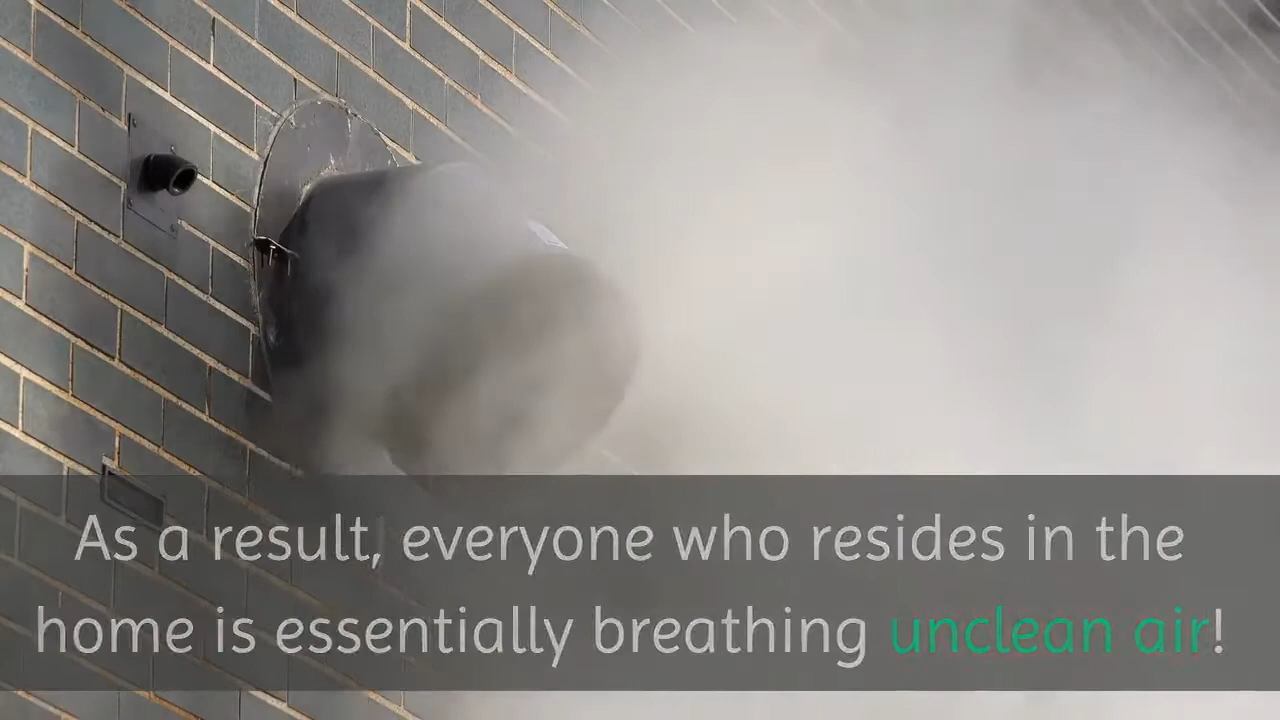 As a result, everyone who resides in the
home is essentially breathing unclean air!